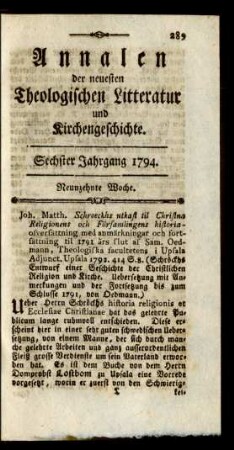 289
Annalen
der neuesten
Theologischen Litteratur
und
Kirchengeschichte.
Sechster Jahrgang 1794.
Neunzehnte Woche.
Joh. Matth. Schroeckhs utkast til Christna
Religionens och Församlingens historia-
ofversättning med anmärkningar och fort-
sättning til 1791 års slut af Sam. Oed-
mann, Theologiska facultetens i Upsala
Adjunct. Upsala 1792. 414 S. 8. (Schröckhs
Entwurf einer Geschichte der Christlichen
Religion und Kirche. Uebersetzung mit An-
merkungen und der Fortsetzung bis zum
Schlusse 1791, von Oedmann.)
Ueber Herrn Schröckhs historia religionis et
Ecclesiae Christianae hat das gelehrte Pu-
blicum längst ruhmvoll entschieden. Diese er-
scheint hier in einer sehr guten schwedischen Ueber-
setzung, von einem Manne, der sich durch man-
che gelehrte Arbeiten und ganz ausserordentlichen
Fleiß grosse Verdienste um sein Vaterland erwor-
ben hat. Es ist dem Buche von dem Herrn
Domprobst Lostbom zu Upsala eine Vorrede
vorgesetzt, worin er zuerst von den Schwierig-
T kei-